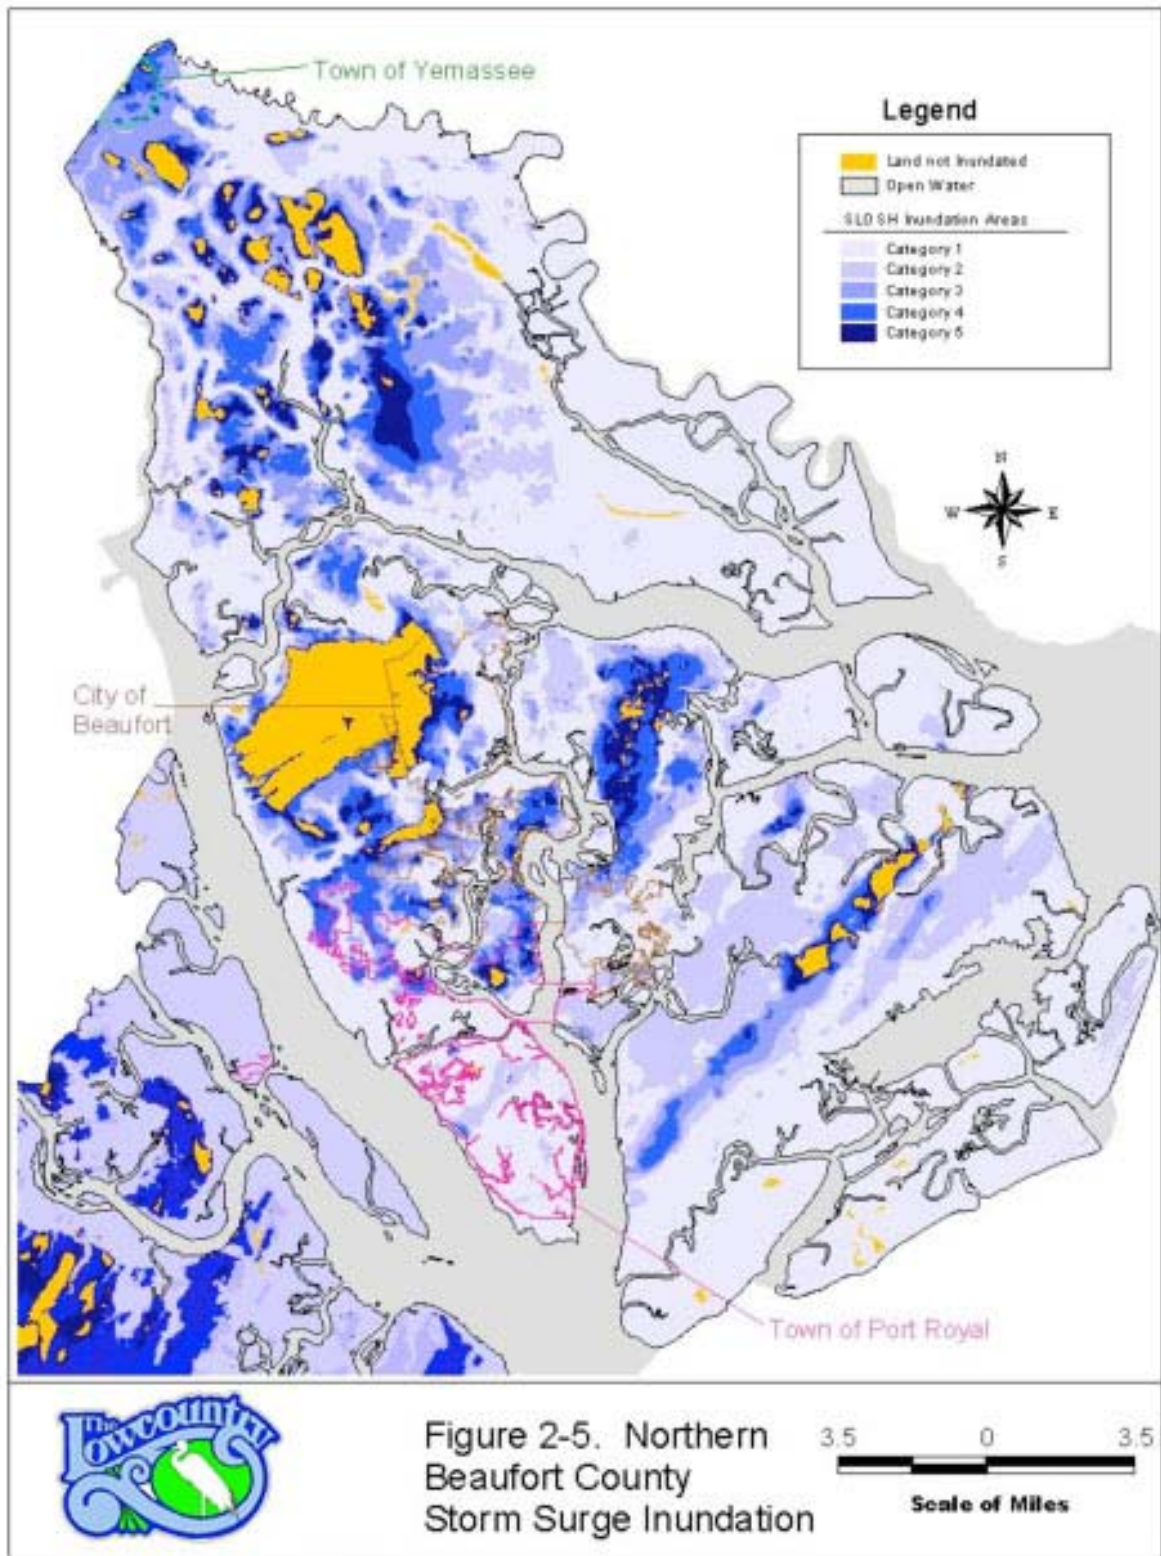 Town of Yemassee
Legend
Land not Inundated
Open Water
SLOSH Inundation Areas
Category 1
Category 2
Category 3
Category 4
Category 5
N
W
E
S
City of
Beaufort
Town of Port Royal
The
Lowcountry
Figure 2-5. Northern
Beaufort County
Storm Surge Inundation
3.5 0 3.5
Scale of Miles